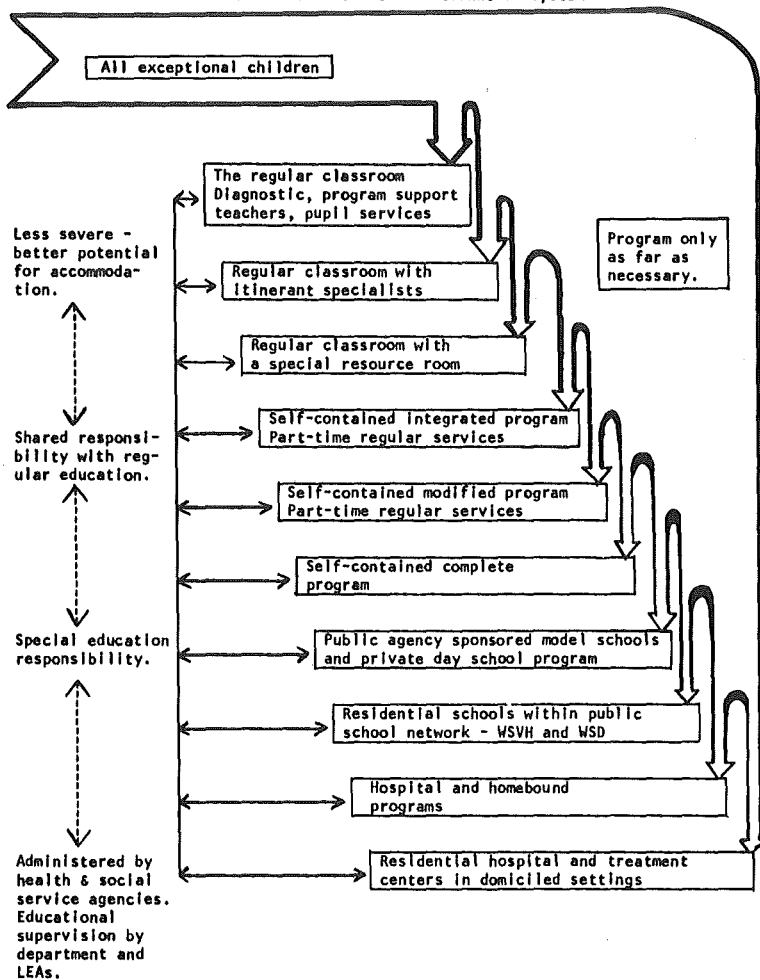 All exceptional children
The regular classroom
Diagnostic, program support
teachers, pupil services
Less severe -
better potential
for accommoda-
tion.
Program only
as far as
necessary.
Regular classroom with
itinerant specialists
Regular classroom with
a special resource room
Shared responsi-
bility with reg-
ular education.
Self-contained integrated program
Part-time regular services
Self-contained modified program
Part-time regular services
Self-contained complete
program
Special education
responsibility.
Public agency sponsored model schools
and private day school program
Residential schools within public
school network - WSVH and WSD
Hospital and homebound
programs
Administered by
health & social
service agencies.
Educational
supervision by
department and
LEAs.
Residential hospital and treatment
centers in domiciled settings